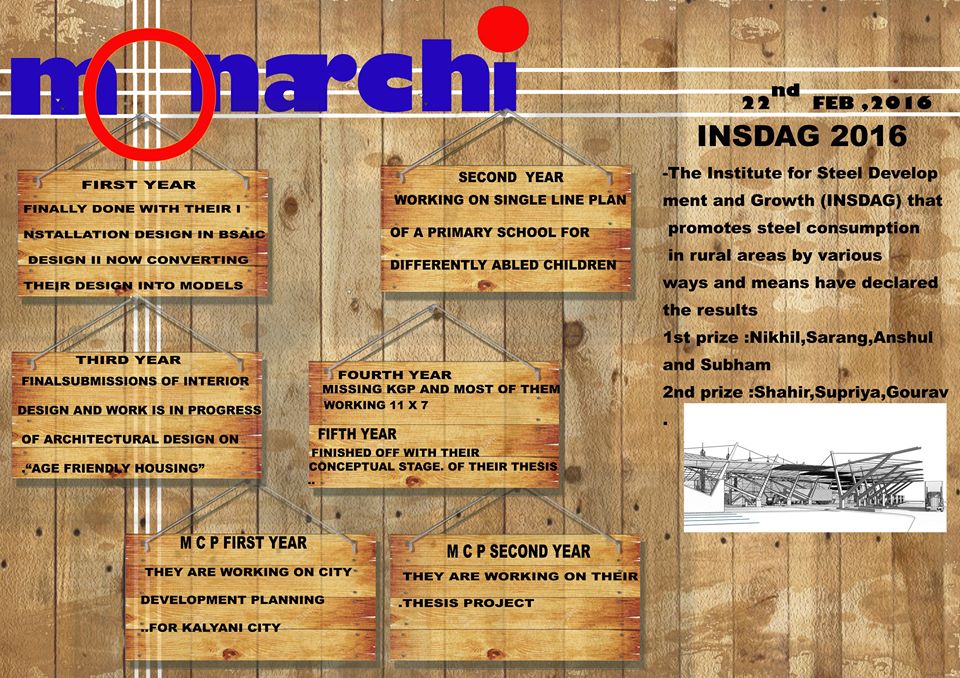 monarchi
22nd FEB ,2016
INSDAG 2016
-The Institute for Steel Develop
ment and Growth (INSDAG) that
promotes steel consumption
in rural areas by various
ways and means have declared
the results
1st prize :Nikhil,Sarang,Anshul
and Subham
2nd prize :Shahir,Supriya,Gourav
.
FIRST YEAR
FINALLY DONE WITH THEIR I
NSTALLATION DESIGN IN BSAIC
DESIGN II NOW CONVERTING
THEIR DESIGN INTO MODELS
SECOND YEAR
WORKING ON SINGLE LINE PLAN
OF A PRIMARY SCHOOL FOR
DIFFERENTLY ABLED CHILDREN
THIRD YEAR
FINALSUBMISSIONS OF INTERIOR
DESIGN AND WORK IS IN PROGRESS
OF ARCHITECTURAL DESIGN ON
.“AGE FRIENDLY HOUSING”
FOURTH YEAR
MISSING KGP AND MOST OF THEM
WORKING 11 X 7
FIFTH YEAR
FINISHED OFF WITH THEIR
CONCEPTUAL STAGE. OF THEIR THESIS
..
M C P FIRST YEAR
THEY ARE WORKING ON CITY
DEVELOPMENT PLANNING
..FOR KALYANI CITY
M C P SECOND YEAR
THEY ARE WORKING ON THEIR
.THESIS PROJECT